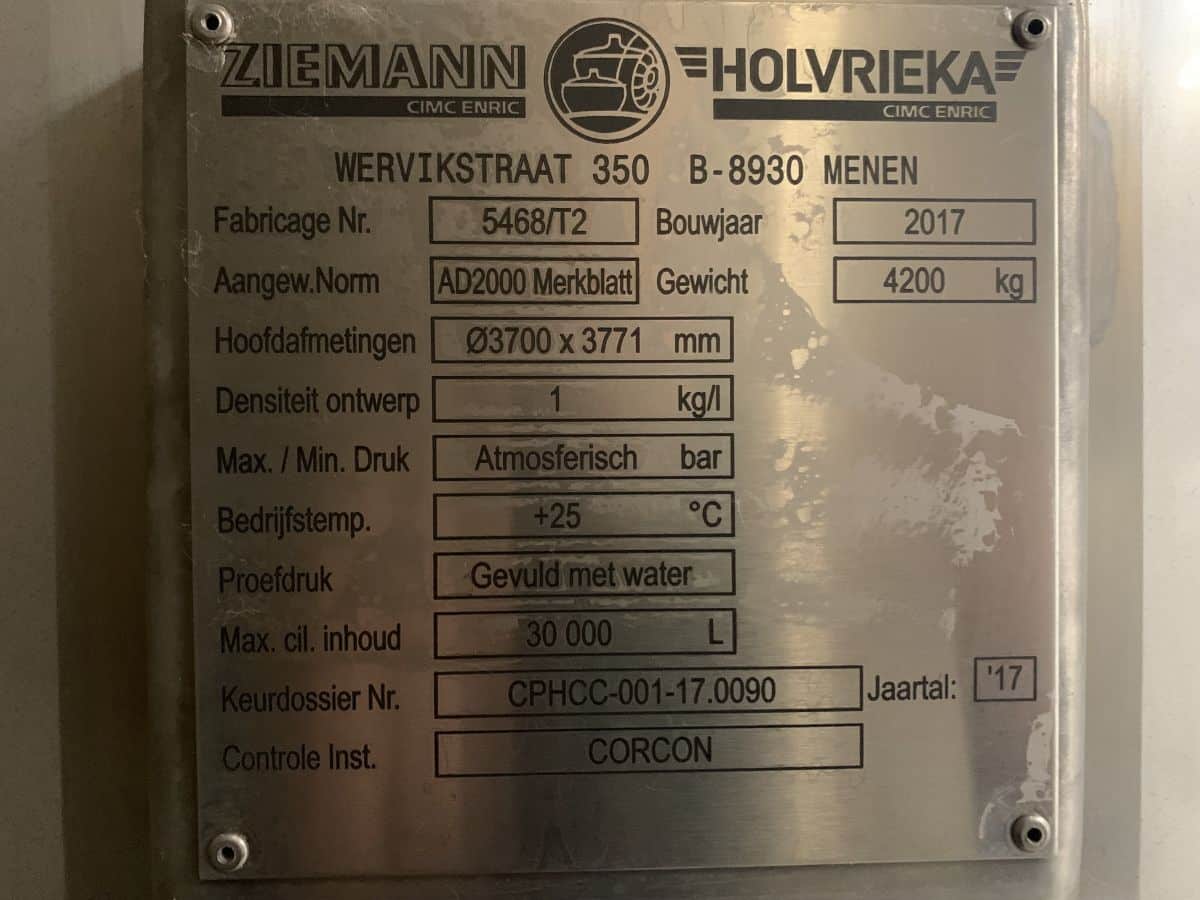 ZIEMANN HOLVRIEKA
CIMC ENRIC CIMC ENRIC
WERVIKSTRAAT 350 B-8930 MENEN
Fabricage Nr. 5468/T2 Bouwjaar 2017
Aangew.Norm AD2000 Merkblatt Gewicht 4200 kg
Hoofdafmetingen Ø3700 x 3771 mm
Densiteit ontwerp 1 kg/l
Max. / Min. Druk Atmosferisch bar
Bedrijfstemp. +25 °C
Proefdruk Gevuld met water
Max. cil. inhoud 30 000 L
Keurdossier Nr. CPHCC-001-17.0090 Jaartal: '17
Controle Inst. CORCON